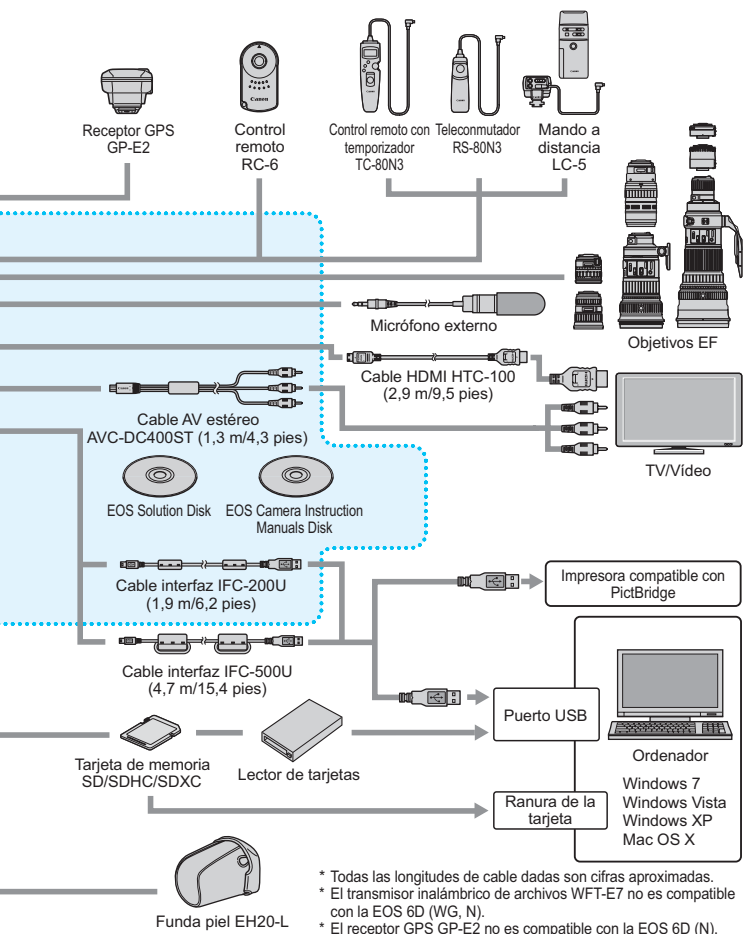 Receptor GPS
GP-E2
Control
remoto
RC-6
Control remoto con
temporizador
TC-80N3
Teleconmutador
RS-80N3
Mando a
distancia
LC-5
Canon
Objetivos EF
Micrófono externo
Cable HDMI HTC-100
(2,9 m/9,5 pies)
Cable AV estéreo
AVC-DC400ST (1,3 m/4,3 pies)
TV/Vídeo
EOS Solution Disk
EOS Camera Instruction
Manuals Disk
Cable interfaz IFC-200U
(1,9 m/6,2 pies)
Impresora compatible con
PictBridge
Cable interfaz IFC-500U
(4,7 m/15,4 pies)
Puerto USB
Ordenador
Tarjeta de memoria
SD/SDHC/SDXC
Lector de tarjetas
Ranura de la
tarjeta
Windows 7
Windows Vista
Windows XP
Mac OS X
Funda piel EH20-L
* Todas las longitudes de cable dadas son cifras aproximadas.
* El transmisor inalámbrico de archivos WFT-E7 no es compatible
con la EOS 6D (WG, N).
* El receptor GPS GP-E2 no es compatible con la EOS 6D (N).